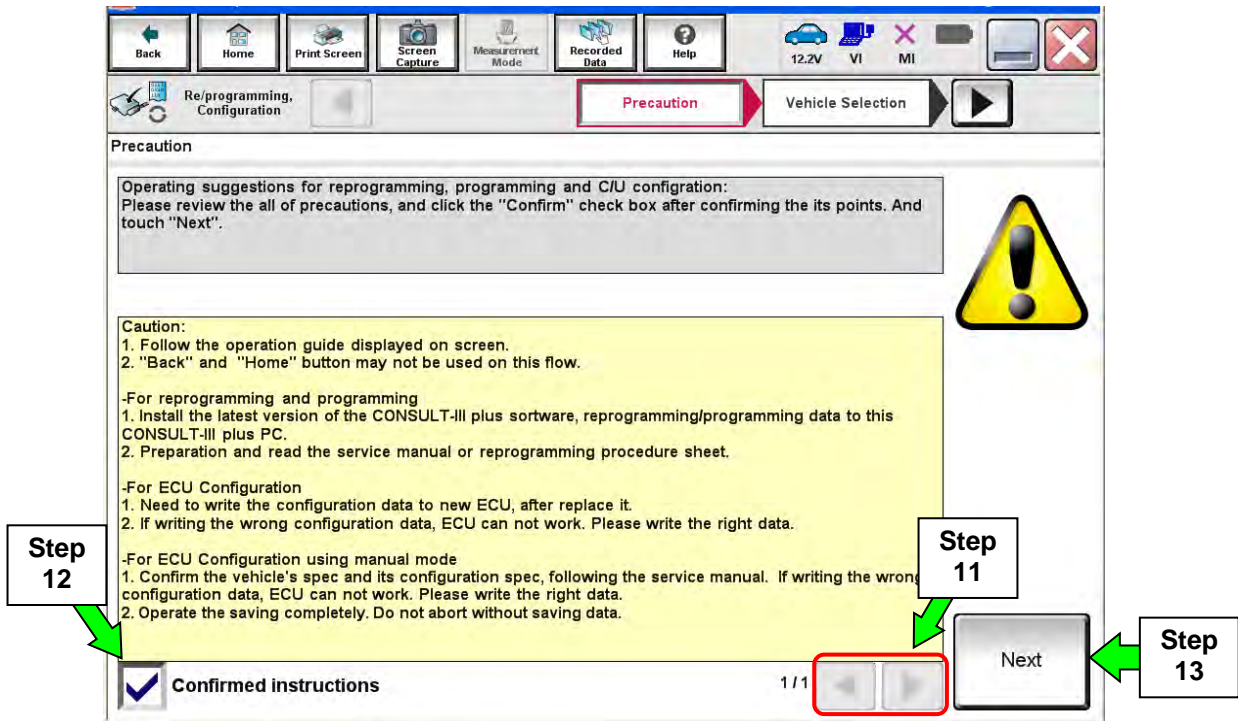 Back
Home
Print Screen
Screen
Capture
Measurement
Mode
Recorded
Data
Help
12.2V
VI
MI
Re/programming,
Configuration
Precaution
Vehicle Selection
Precaution
Operating suggestions for reprogramming, programming and C/U configration:
Please review the all of precautions, and click the "Confirm" check box after confirming the its points. And
touch "Next".
Caution:
1. Follow the operation guide displayed on screen.
2. "Back" and "Home" button may not be used on this flow.
-For reprogramming and programming
1. Install the latest version of the CONSULT-III plus sortware, reprogramming/programming data to this
CONSULT-III plus PC.
2. Preparation and read the service manual or reprogramming procedure sheet.
-For ECU Configuration
1. Need to write the configuration data to new ECU, after replace it.
2. If writing the wrong configuration data, ECU can not work. Please write the right data.
-For ECU Configuration using manual mode
1. Confirm the vehicle's spec and its configuration spec, following the service manual. If writing the wrong
configuration data, ECU can not work. Please write the right data.
2. Operate the saving completely. Do not abort without saving data.
Step
12
Step
11
Confirmed instructions
1/1
Next
Step
13